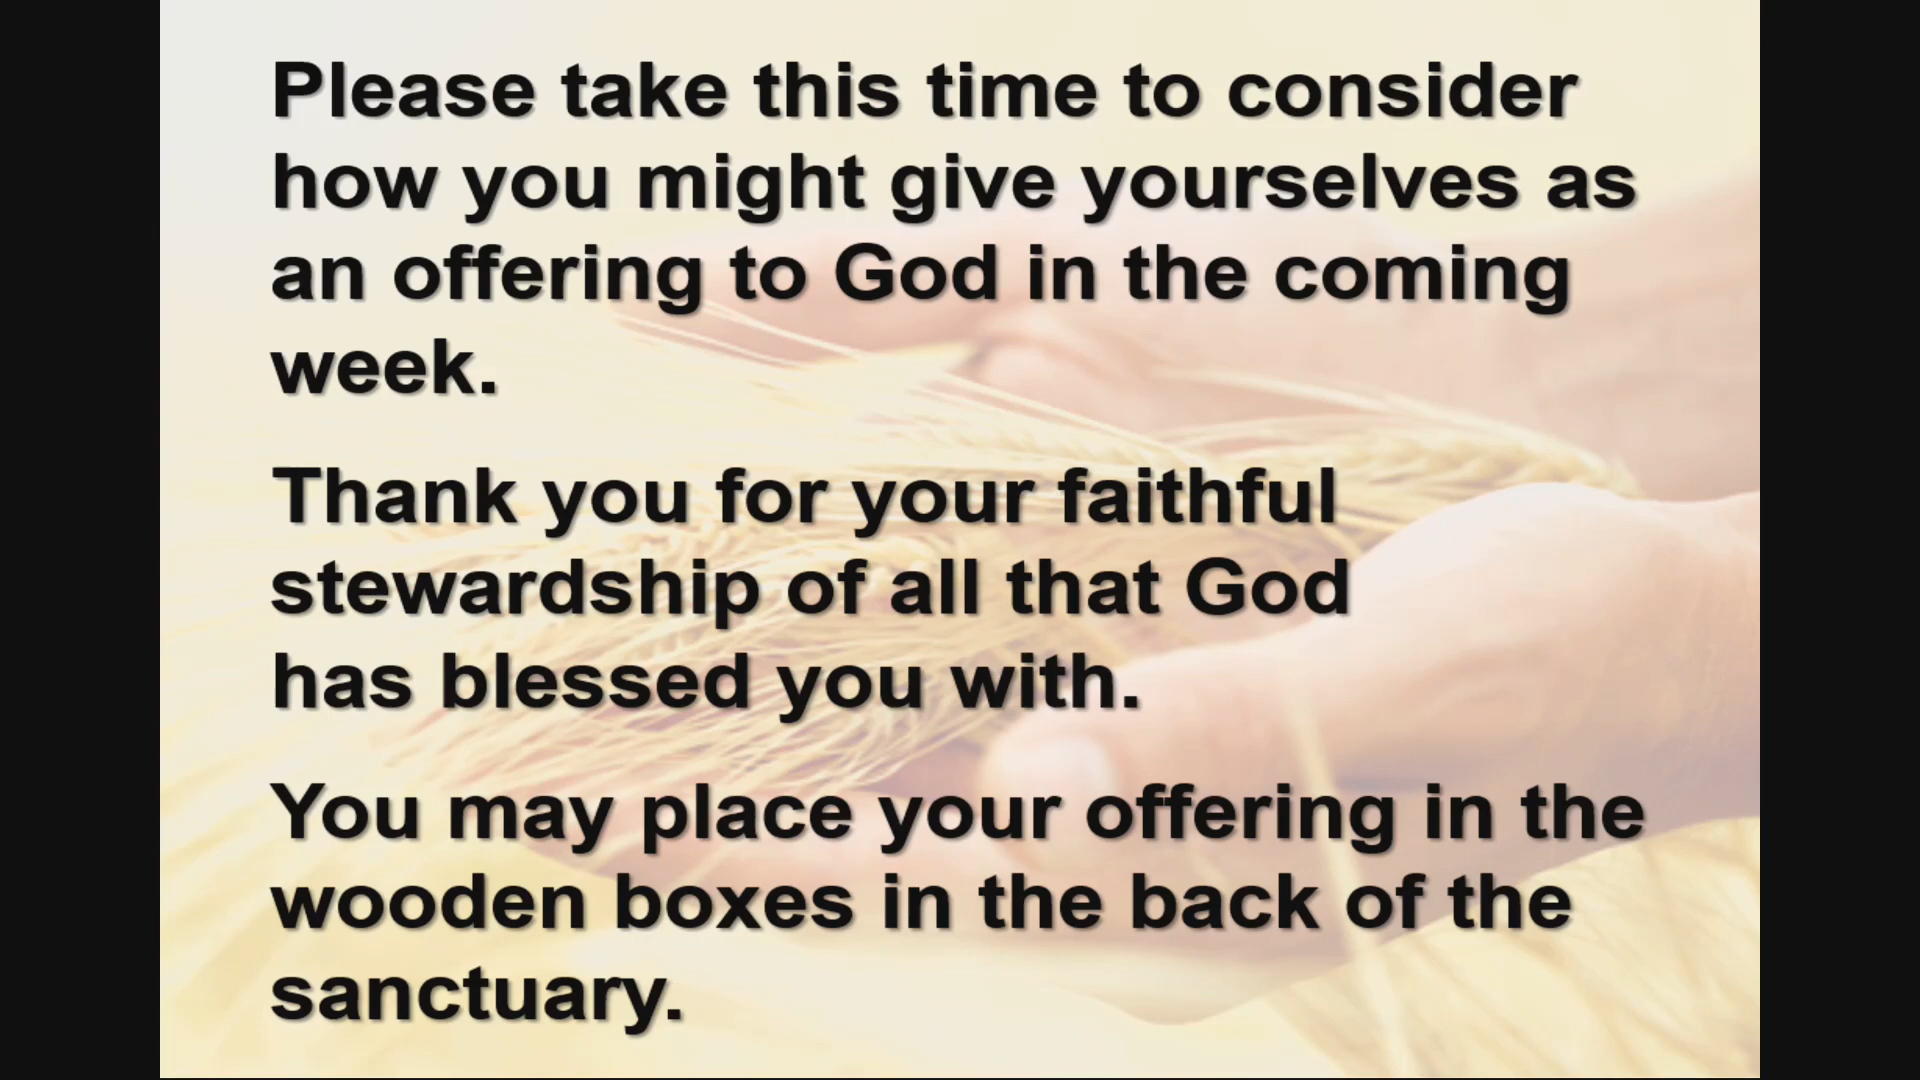 Please take this time to consider
how you might give yourselves as
an offering to God in the coming
week.
Thank you for your faithful
stewardship of all that God
has blessed you with.
You may place your offering in the
wooden boxes in the back of the
sanctuary.